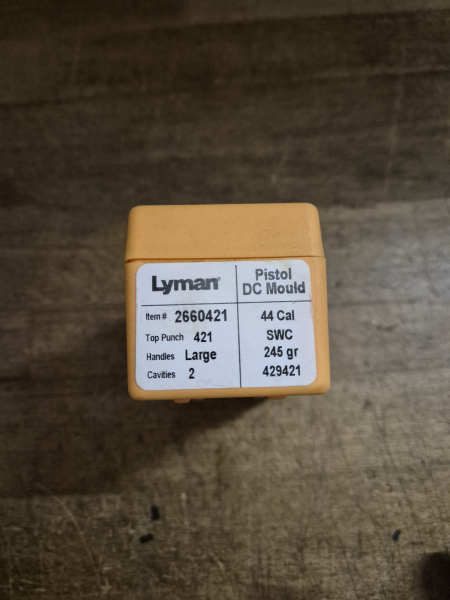 Lyman
Item # 2660421
Top Punch 421
Handles Large
Cavities 2
Pistol
DC Mould
44 Cal
SWC
245 gr
429421